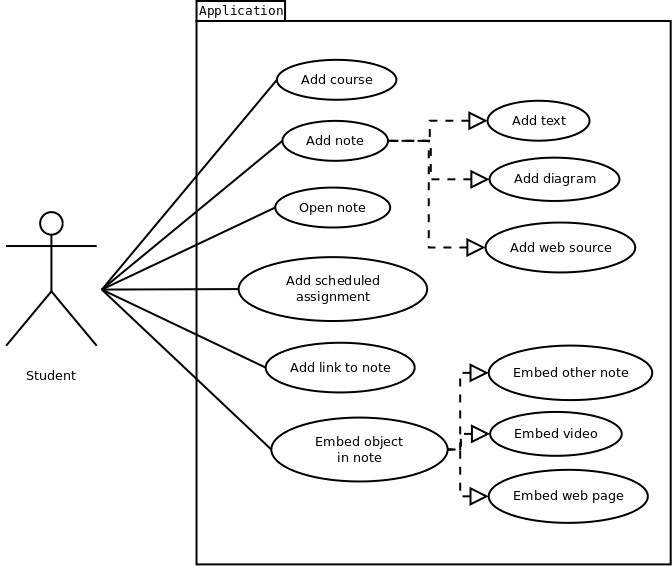 Application
Add course
Add note
Add text
Add diagram
Open note
Add web source
Add scheduled
assignment
Student
Add link to note
Embed other note
Embed object
in note
Embed video
Embed web page